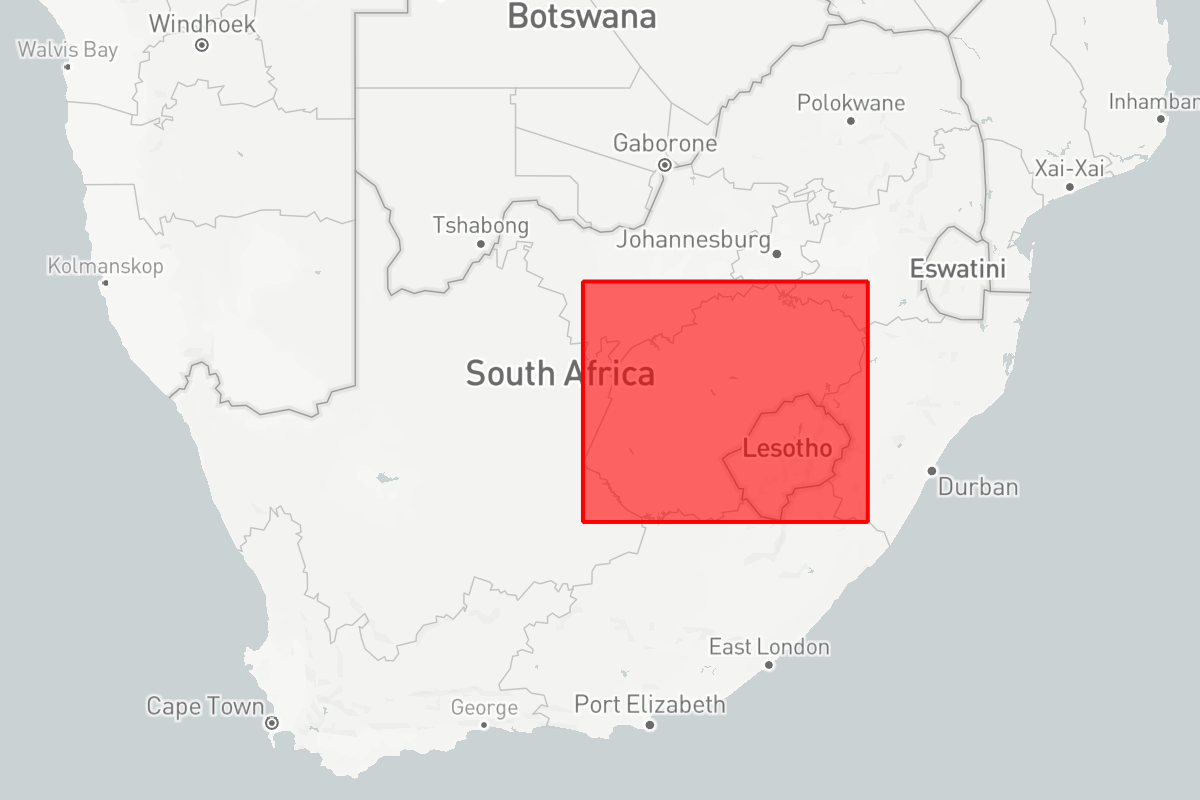 Botswana
Windhoek
Walvis Bay
Polokwane
Inhambar
Gaborone
Xai-Xai
Tshabong
Johannesburg
Kolmanskop
Eswatini
South Africa
Lesotho
Durban
East London
Cape Town
George
Port Elizabeth